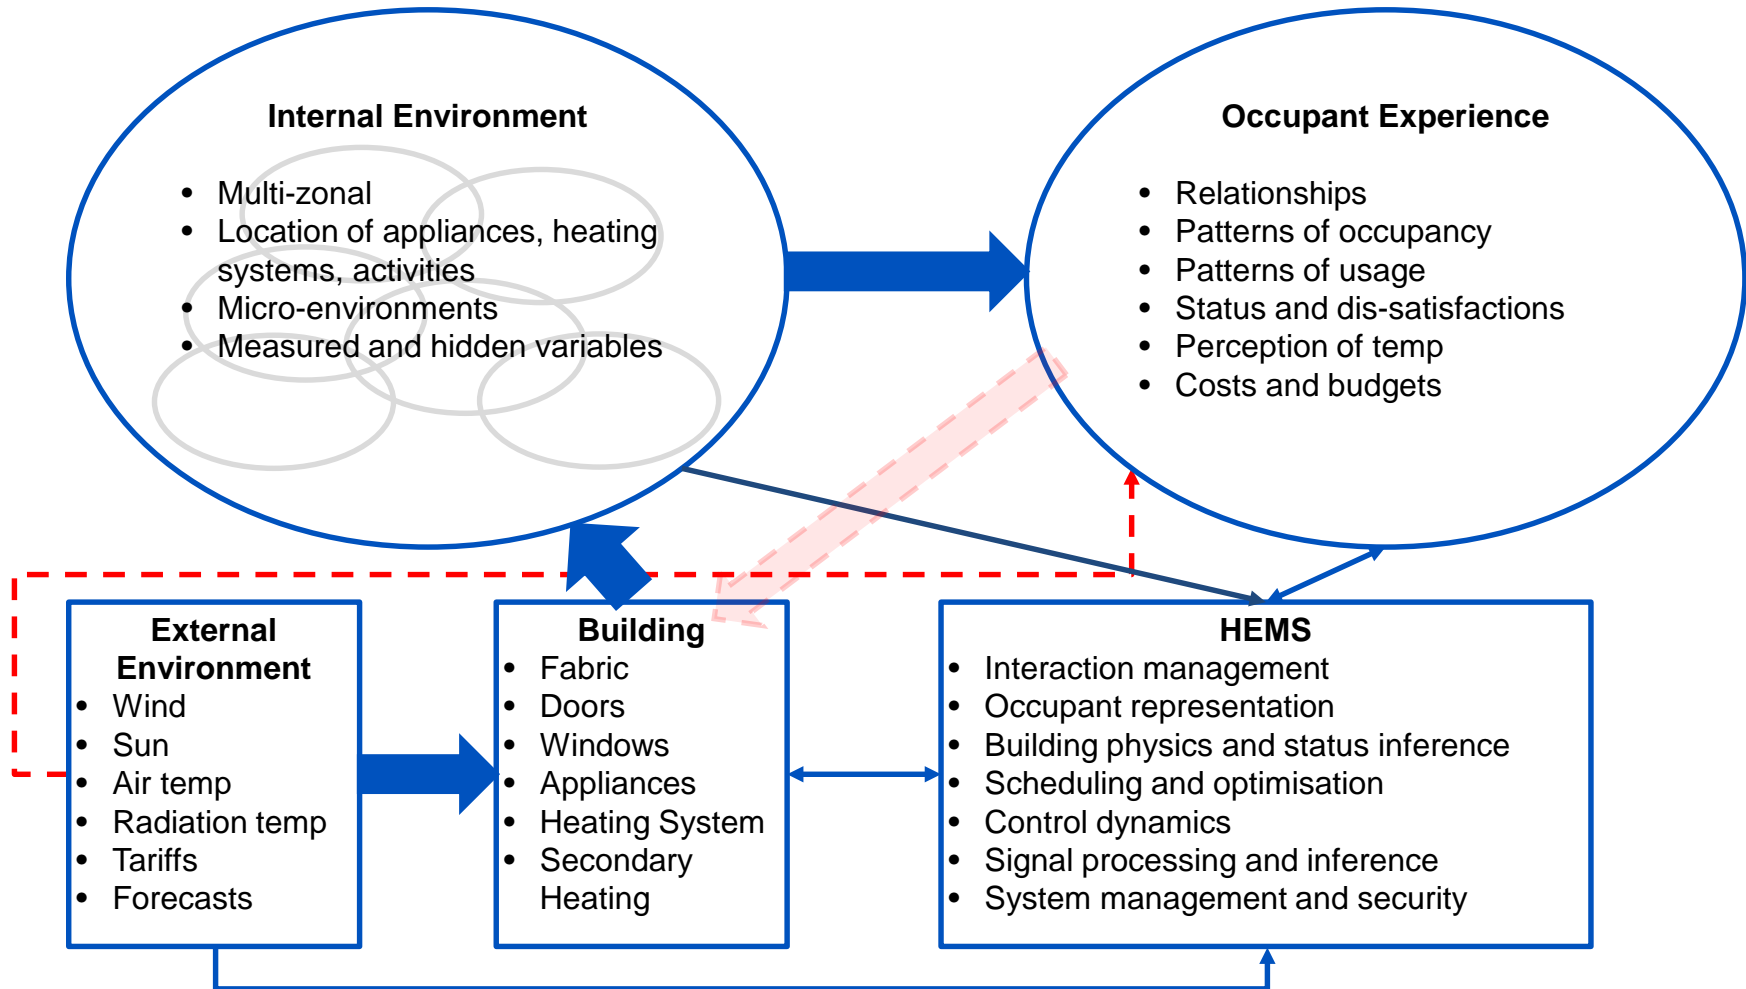 Internal Environment
• Multi-zonal
• Location of appliances, heating
systems, activities
• Micro-environments
• Measured and hidden variables
Occupant Experience
• Relationships
• Patterns of occupancy
• Patterns of usage
• Status and dis-satisfactions
• Perception of temp
• Costs and budgets
External
Environment
• Wind
• Sun
• Air temp
• Radiation temp
• Tariffs
• Forecasts
Building
• Fabric
• Doors
• Windows
• Appliances
• Heating System
• Secondary
Heating
HEMS
• Interaction management
• Occupant representation
• Building physics and status inference
• Scheduling and optimisation
• Control dynamics
• Signal processing and inference
• System management and security